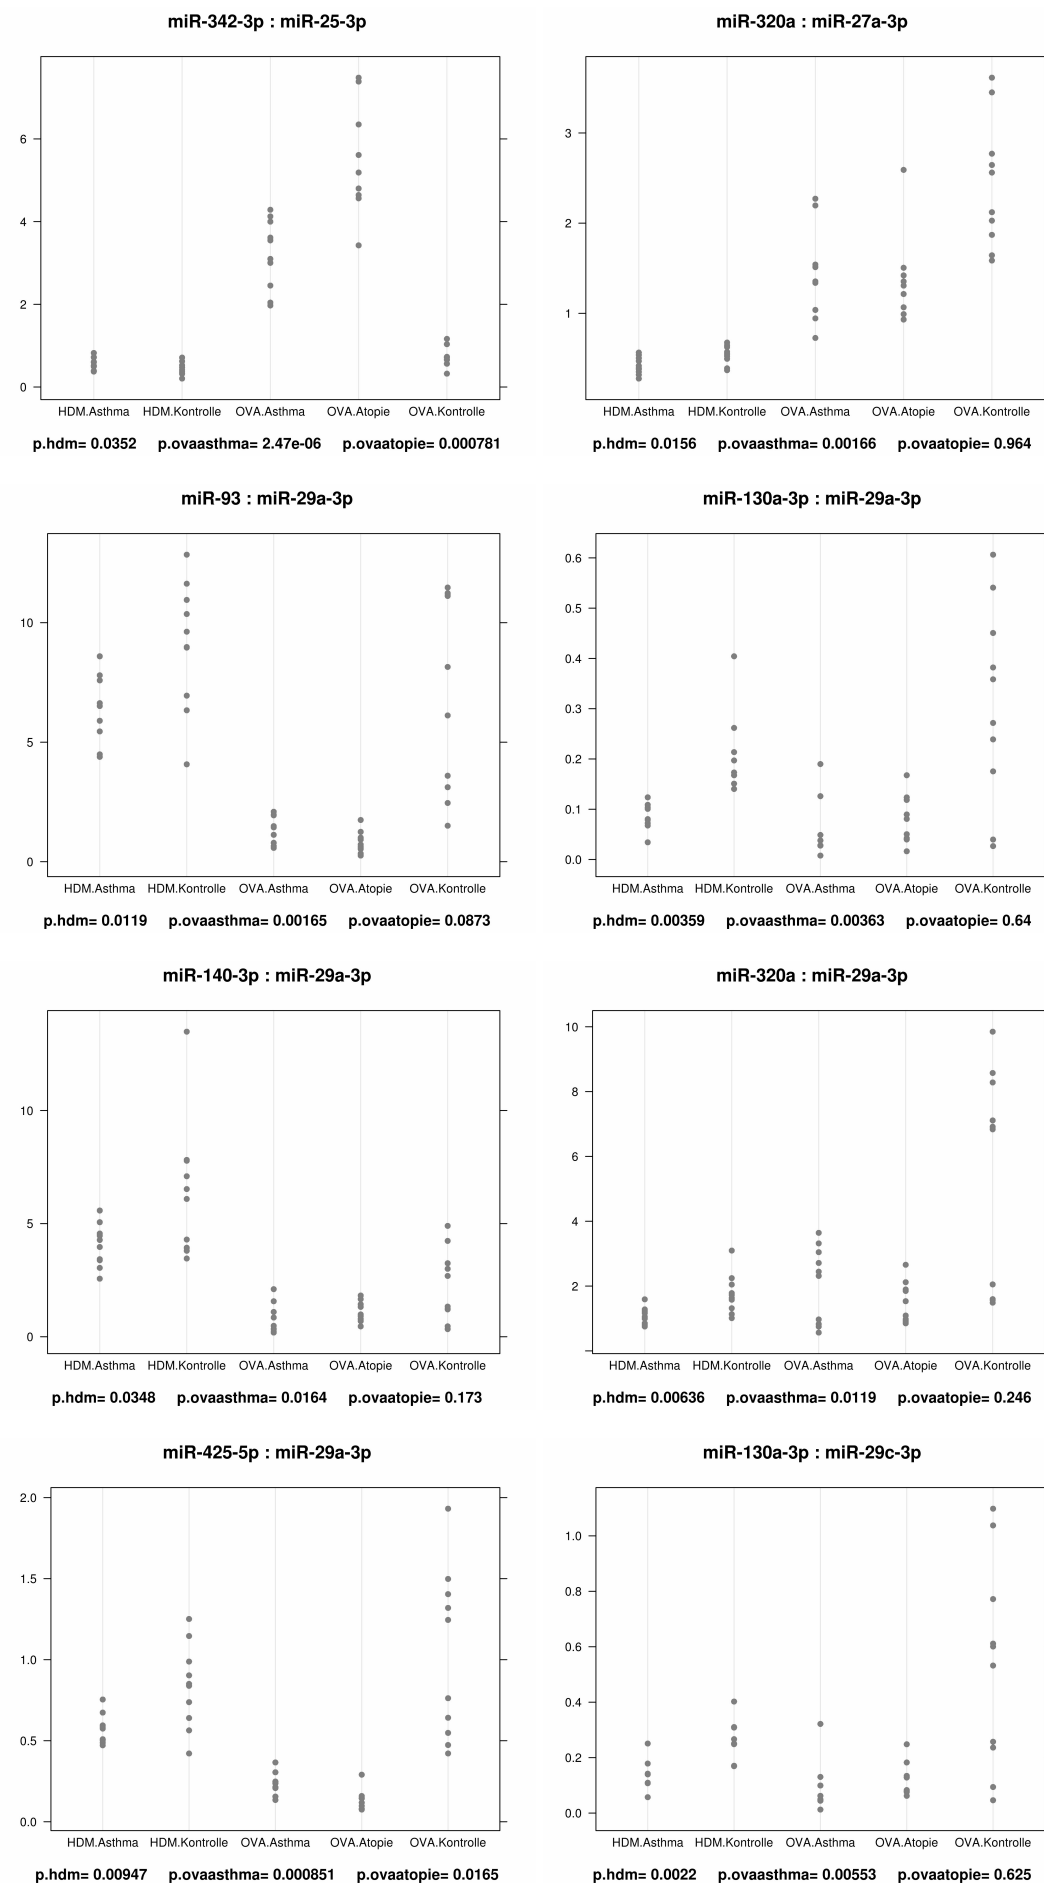 miR-342-3p : miR-25-3p
6
4
2
0
HDM.Asthma HDM.Kontrolle OVA.Asthma OVA.Atopie OVA.Kontrolle
p.hdm= 0.0352 p.ovaasthma= 2.47e-06 p.ovaatopie= 0.000781
miR-320a : miR-27a-3p
3
2
1
HDM.Asthma HDM.Kontrolle OVA.Asthma OVA.Atopie OVA.Kontrolle
p.hdm= 0.0156 p.ovaasthma= 0.00166 p.ovaatopie= 0.964
miR-93 : miR-29a-3p
10
5
0
HDM.Asthma HDM.Kontrolle OVA.Asthma OVA.Atopie OVA.Kontrolle
p.hdm= 0.0119 p.ovaasthma= 0.00165 p.ovaatopie= 0.0873
miR-130a-3p : miR-29a-3p
0.6
0.5
0.4
0.3
0.2
0.1
0.0
HDM.Asthma HDM.Kontrolle OVA.Asthma OVA.Atopie OVA.Kontrolle
p.hdm= 0.00359 p.ovaasthma= 0.00363 p.ovaatopie= 0.64
miR-140-3p : miR-29a-3p
10
5
0
HDM.Asthma HDM.Kontrolle OVA.Asthma OVA.Atopie OVA.Kontrolle
p.hdm= 0.0348 p.ovaasthma= 0.0164 p.ovaatopie= 0.173
miR-320a : miR-29a-3p
10
8
6
4
2
HDM.Asthma HDM.Kontrolle OVA.Asthma OVA.Atopie OVA.Kontrolle
p.hdm= 0.00636 p.ovaasthma= 0.0119 p.ovaatopie= 0.246
miR-425-5p : miR-29a-3p
2.0
1.5
1.0
0.5
0.0
HDM.Asthma HDM.Kontrolle OVA.Asthma OVA.Atopie OVA.Kontrolle
p.hdm= 0.00947 p.ovaasthma= 0.000851 p.ovaatopie= 0.0165
miR-130a-3p : miR-29c-3p
1.0
0.8
0.6
0.4
0.2
0.0
HDM.Asthma HDM.Kontrolle OVA.Asthma OVA.Atopie OVA.Kontrolle
p.hdm= 0.0022 p.ovaasthma= 0.00553 p.ovaatopie= 0.625